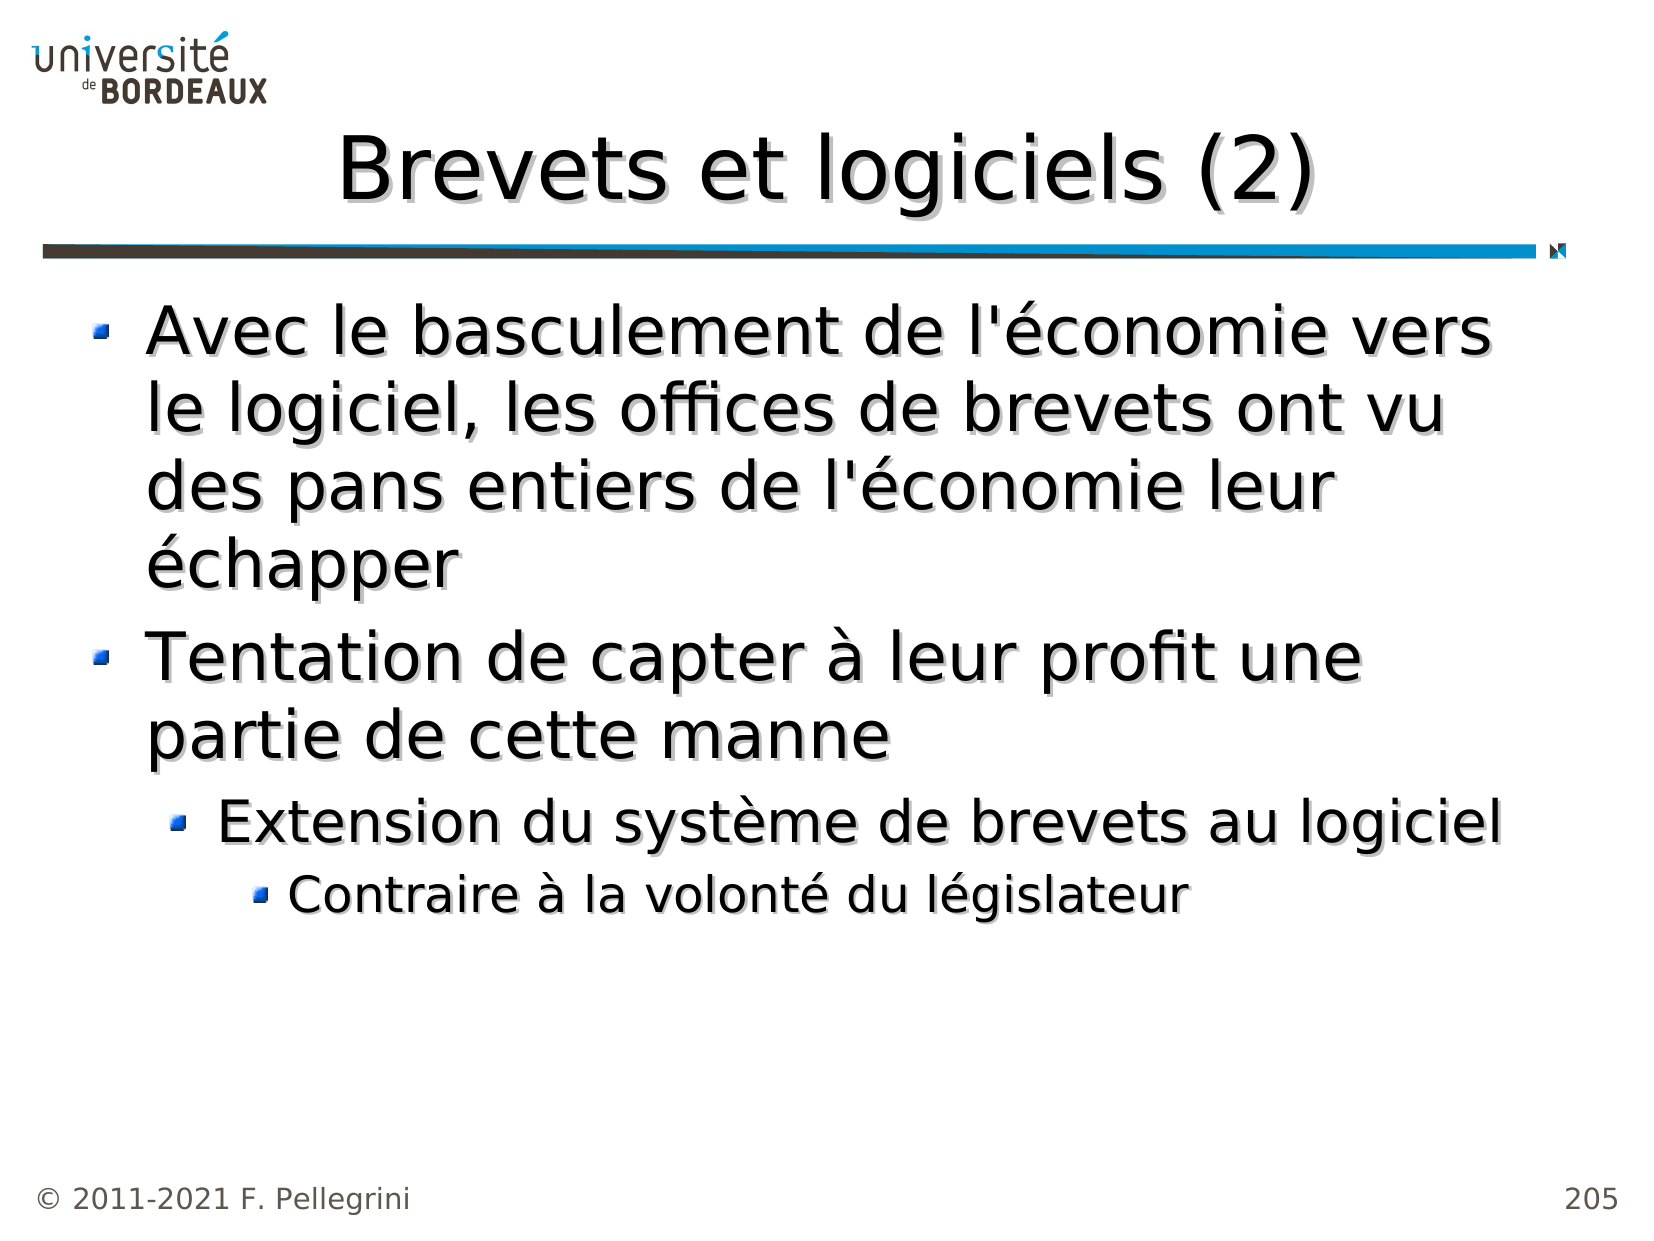 université
de BORDEAUX
Brevets et logiciels (2)
Avec le basculement de l'économie vers
le logiciel, les offices de brevets ont vu
des pans entiers de l'économie leur
échapper
Tentation de capter à leur profit une
partie de cette manne
Extension du système de brevets au logiciel
Contraire à la volonté du législateur
© 2011-2021 F. Pellegrini
205